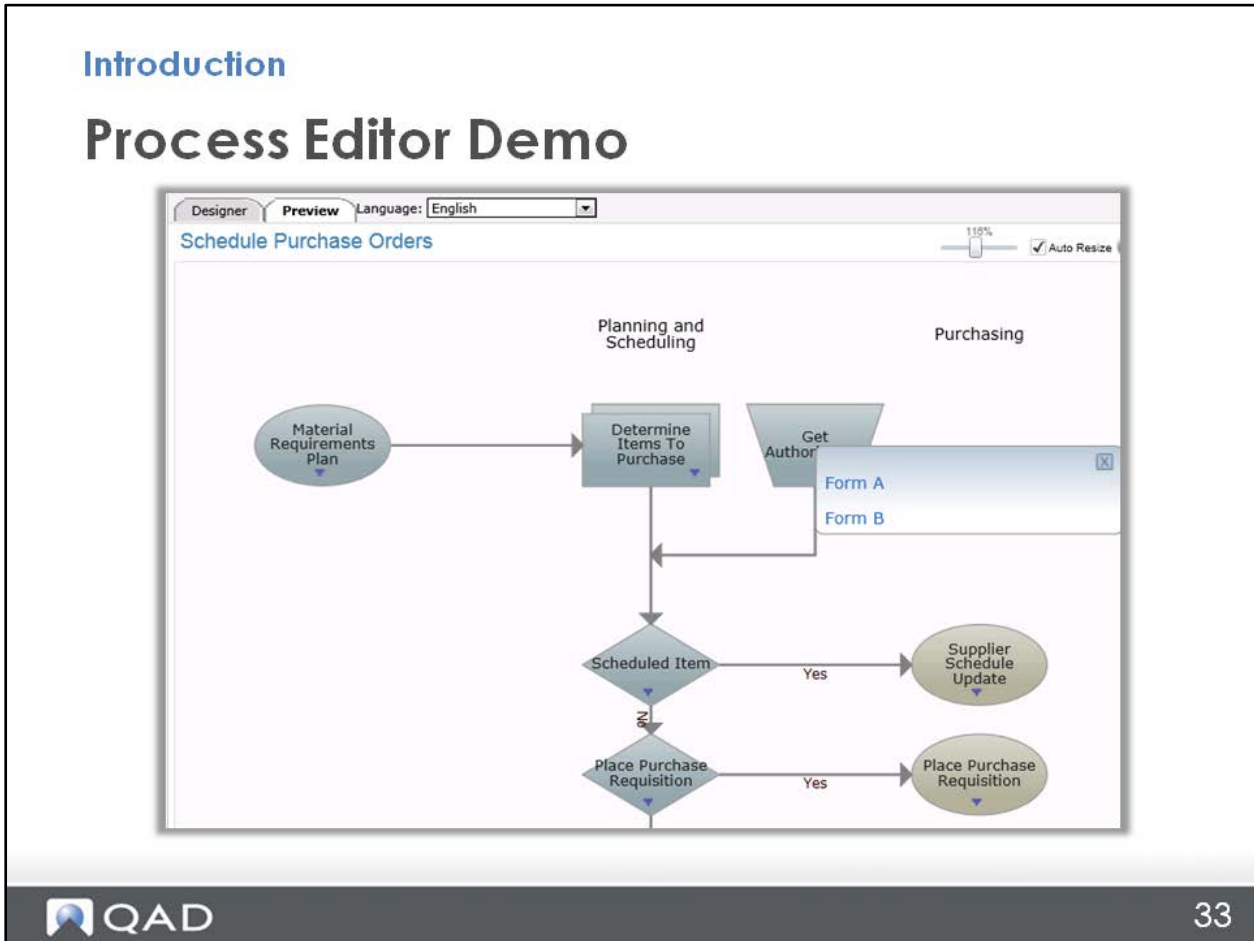 Introduction
Process Editor Demo
Designer Preview Language: English
Schedule Purchase Orders
116%
Auto Resize
Planning and
Scheduling
Purchasing
Material
Requirements
Plan
Determine
Items To
Purchase
Get
Author
X
Form A
Form B
Scheduled Item
Yes
Supplier
Schedule
Update
No
Place Purchase
Requisition
Yes
Place Purchase
Requisition
QAD
33